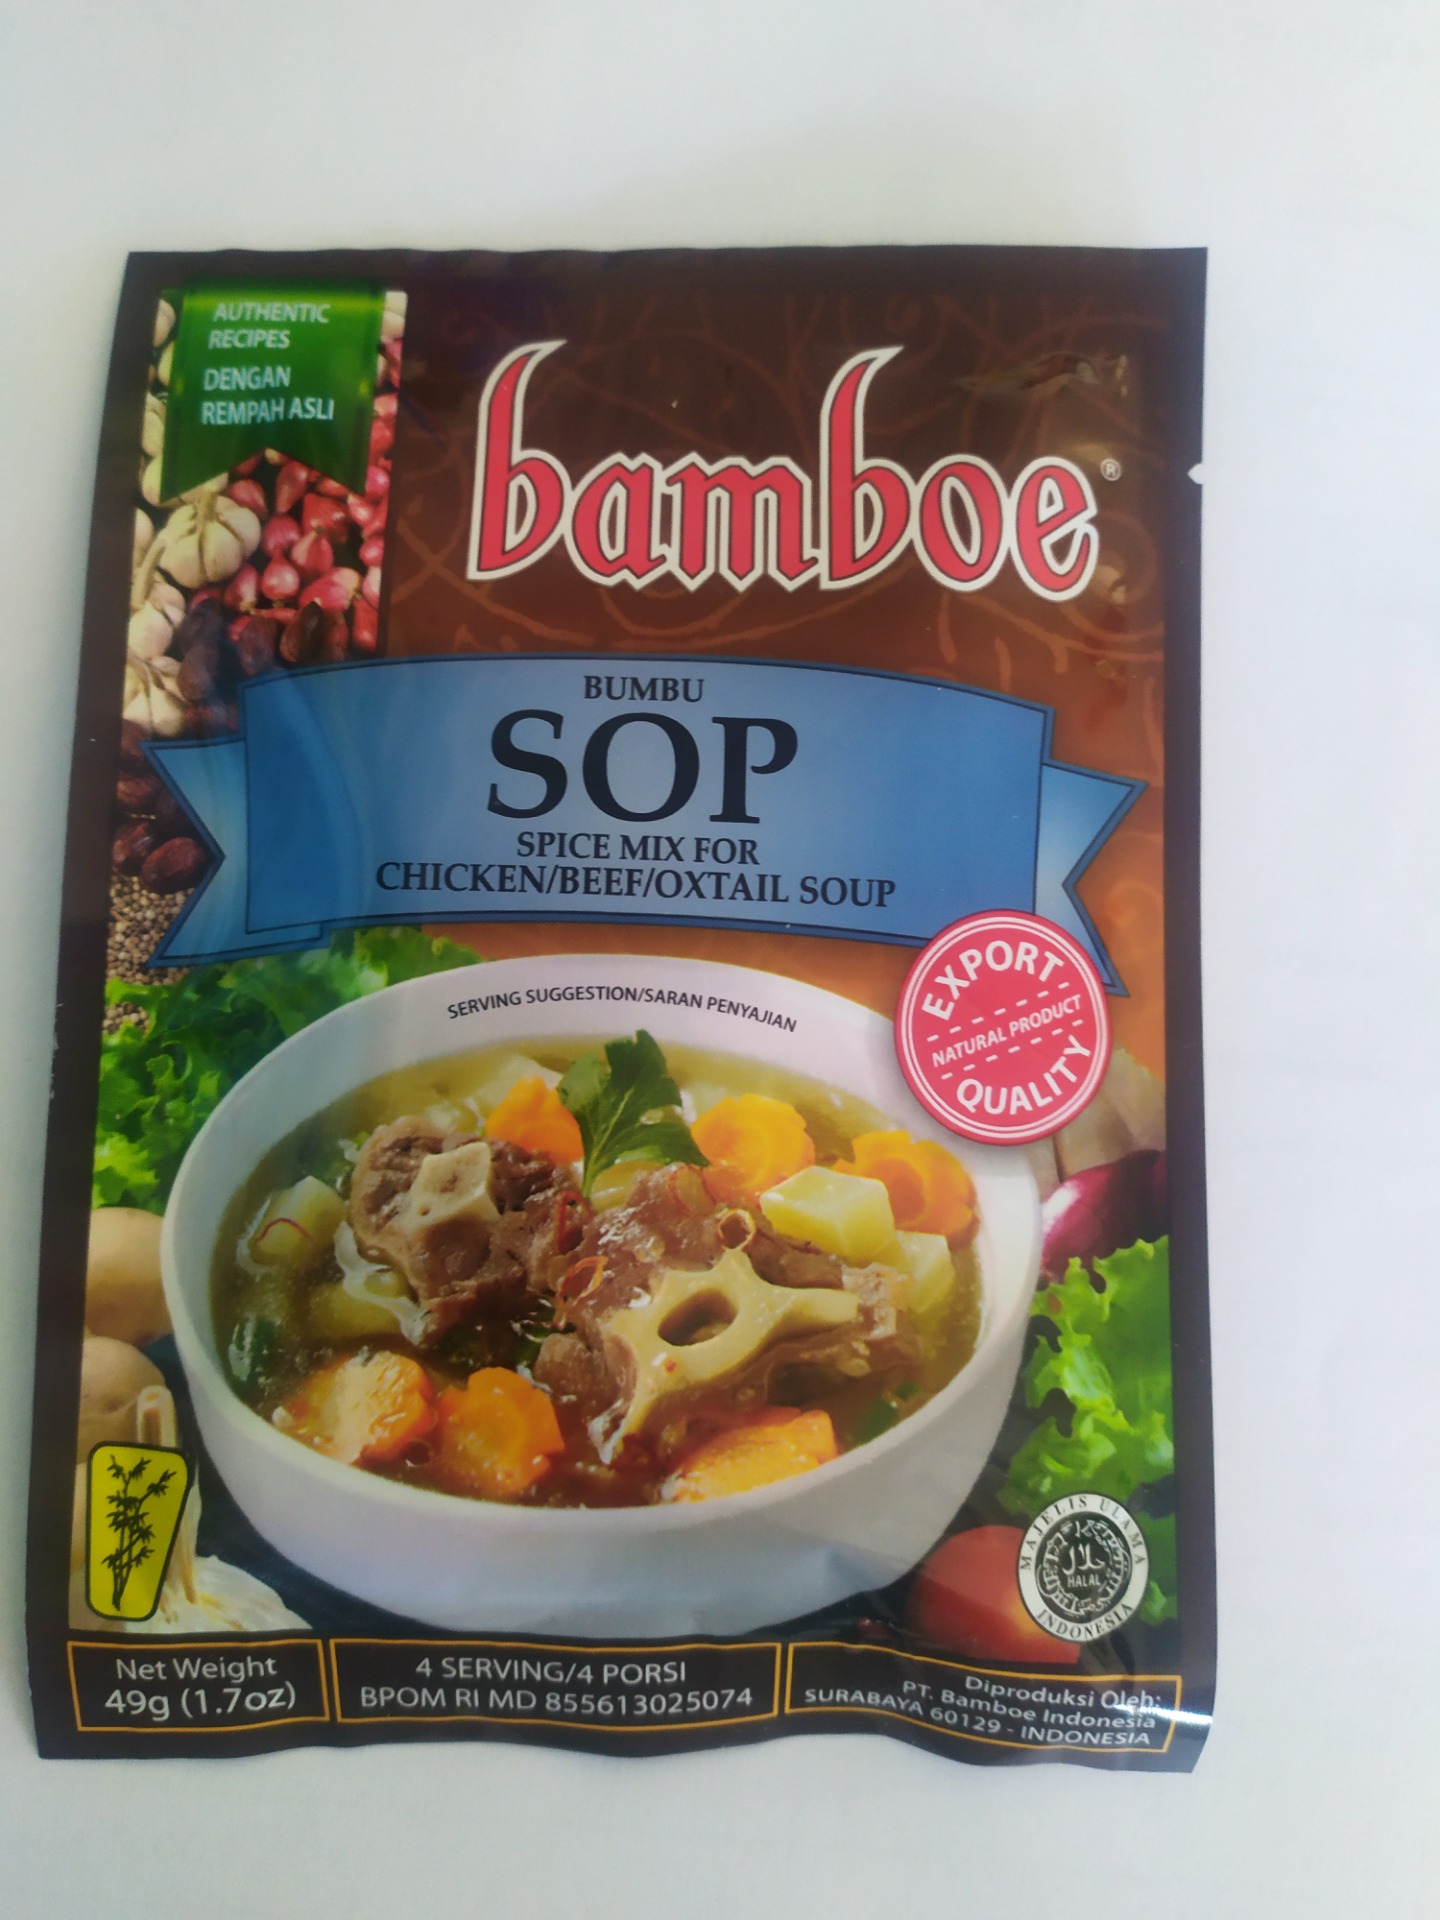 AUTHENTIC
RECIPES
DENGAN
REMPAH ASLI
bamboe®
BUMBU
SOP
SPICE MIX FOR
CHICKEN/BEEF/OXTAIL SOUP
EXPORT
NATURAL PRODUCT
QUALITY
SERVING SUGGESTION/SARAN PENYAJIAN
MAJELIS ULAMA
حلال
HALAL
INDONESIA
Net Weight
49g (1.7oz)
4 SERVING/4 PORSI
BPOM RI MD 855613025074
Diproduksi Oleh:
PT. Bamboe Indonesia
SURABAYA 60129 - INDONESIA